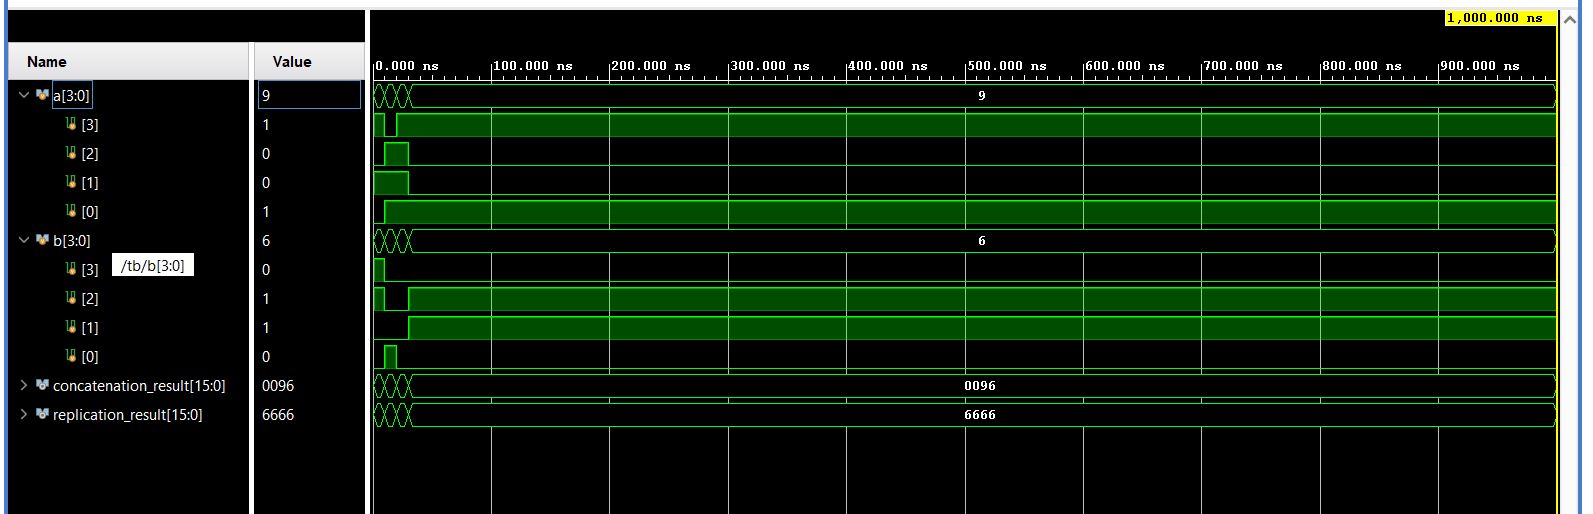 1,000.000 ns
Name Value
0.000 ns 100.000 ns 200.000 ns 300.000 ns 400.000 ns 500.000 ns 600.000 ns 700.000 ns 800.000 ns 900.000 ns
a[3:0] 9 9
[3] 1
[2] 0
[1] 0
[0] 1
b[3:0] 6 6
[3] /tb/b[3:0] 0
[2] 1
[1] 1
[0] 0
concatenation_result[15:0] 0096 0096
replication_result[15:0] 6666 6666